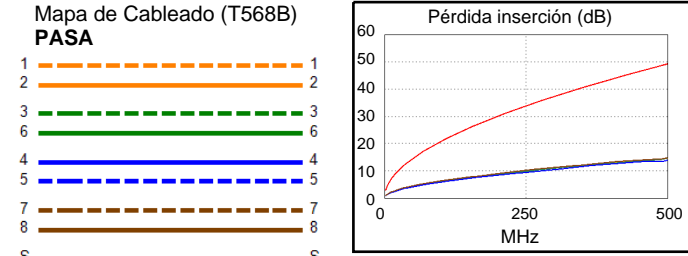 Mapa de Cableado (T568B)
PASA
1 1
2 2
3 3
6 6
4 4
5 5
7 7
8 8
S S
Pérdida inserción (dB)
60
50
40
30
20
10
0
0 250 500
MHz